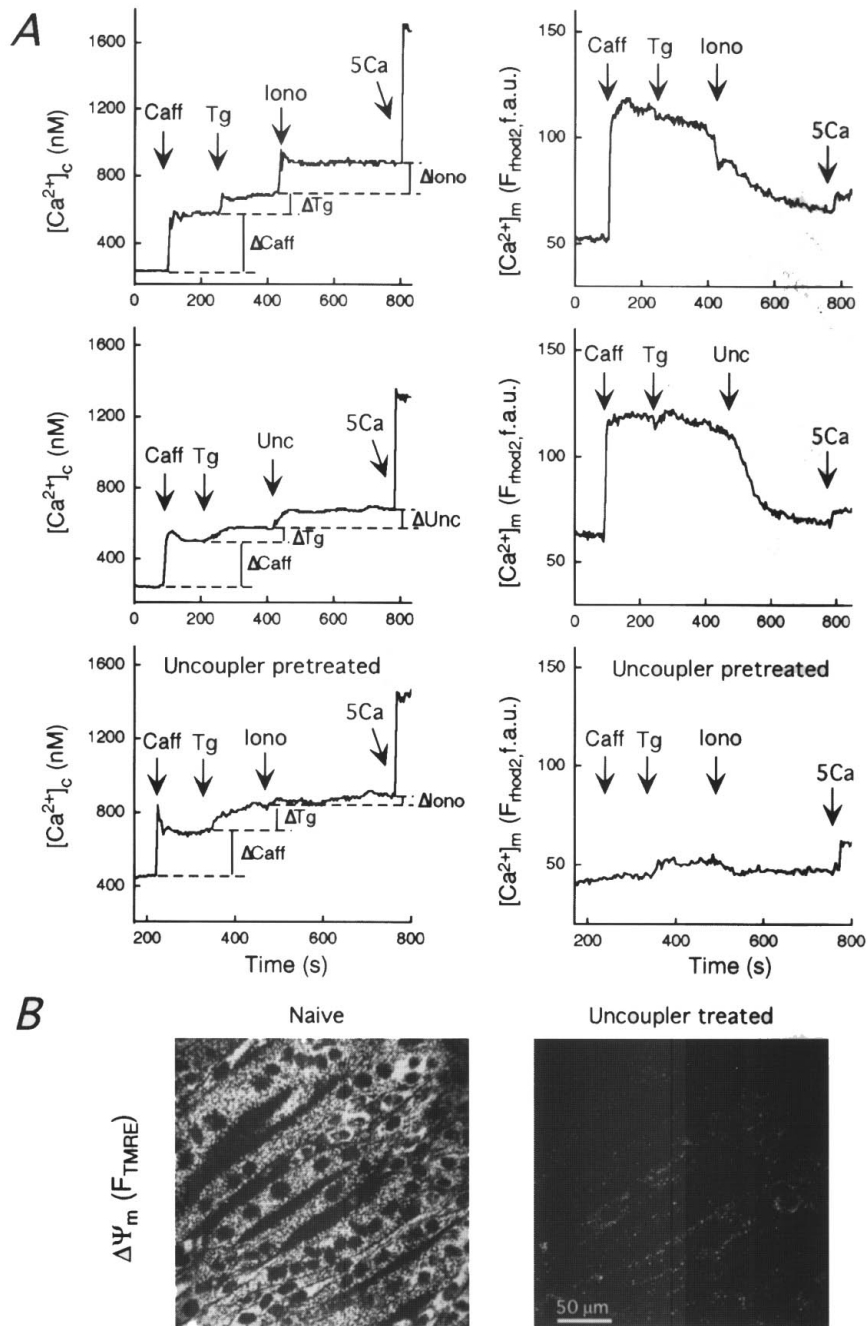 A
1600
1200
800
400
[Ca²⁺]c (nM)
Caff
Tg
Iono
5Ca
ΔIono
ΔTg
ΔCaff
0 200 400 600 800
150
100
50
[Ca²⁺]m (Frhod2, f.a.u.)
Caff
Tg
Iono
5Ca
0 200 400 600 800
1600
1200
800
400
[Ca²⁺]c (nM)
Caff
Tg
Unc
5Ca
ΔUnc
ΔTg
ΔCaff
0 200 400 600 800
150
100
50
[Ca²⁺]m (Frhod2, f.a.u.)
Caff
Tg
Unc
5Ca
0 200 400 600 800
Uncoupler pretreated
1600
1200
800
400
[Ca²⁺]c (nM)
Caff
Tg
Iono
5Ca
ΔIono
ΔTg
ΔCaff
200 400 600 800
Time (s)
Uncoupler pretreated
150
100
50
[Ca²⁺]m (Frhod2, f.a.u.)
Caff
Tg
Iono
5Ca
200 400 600 800
Time (s)
B
Naive
Uncoupler treated
ΔΨm (FTMRE)
50 μm